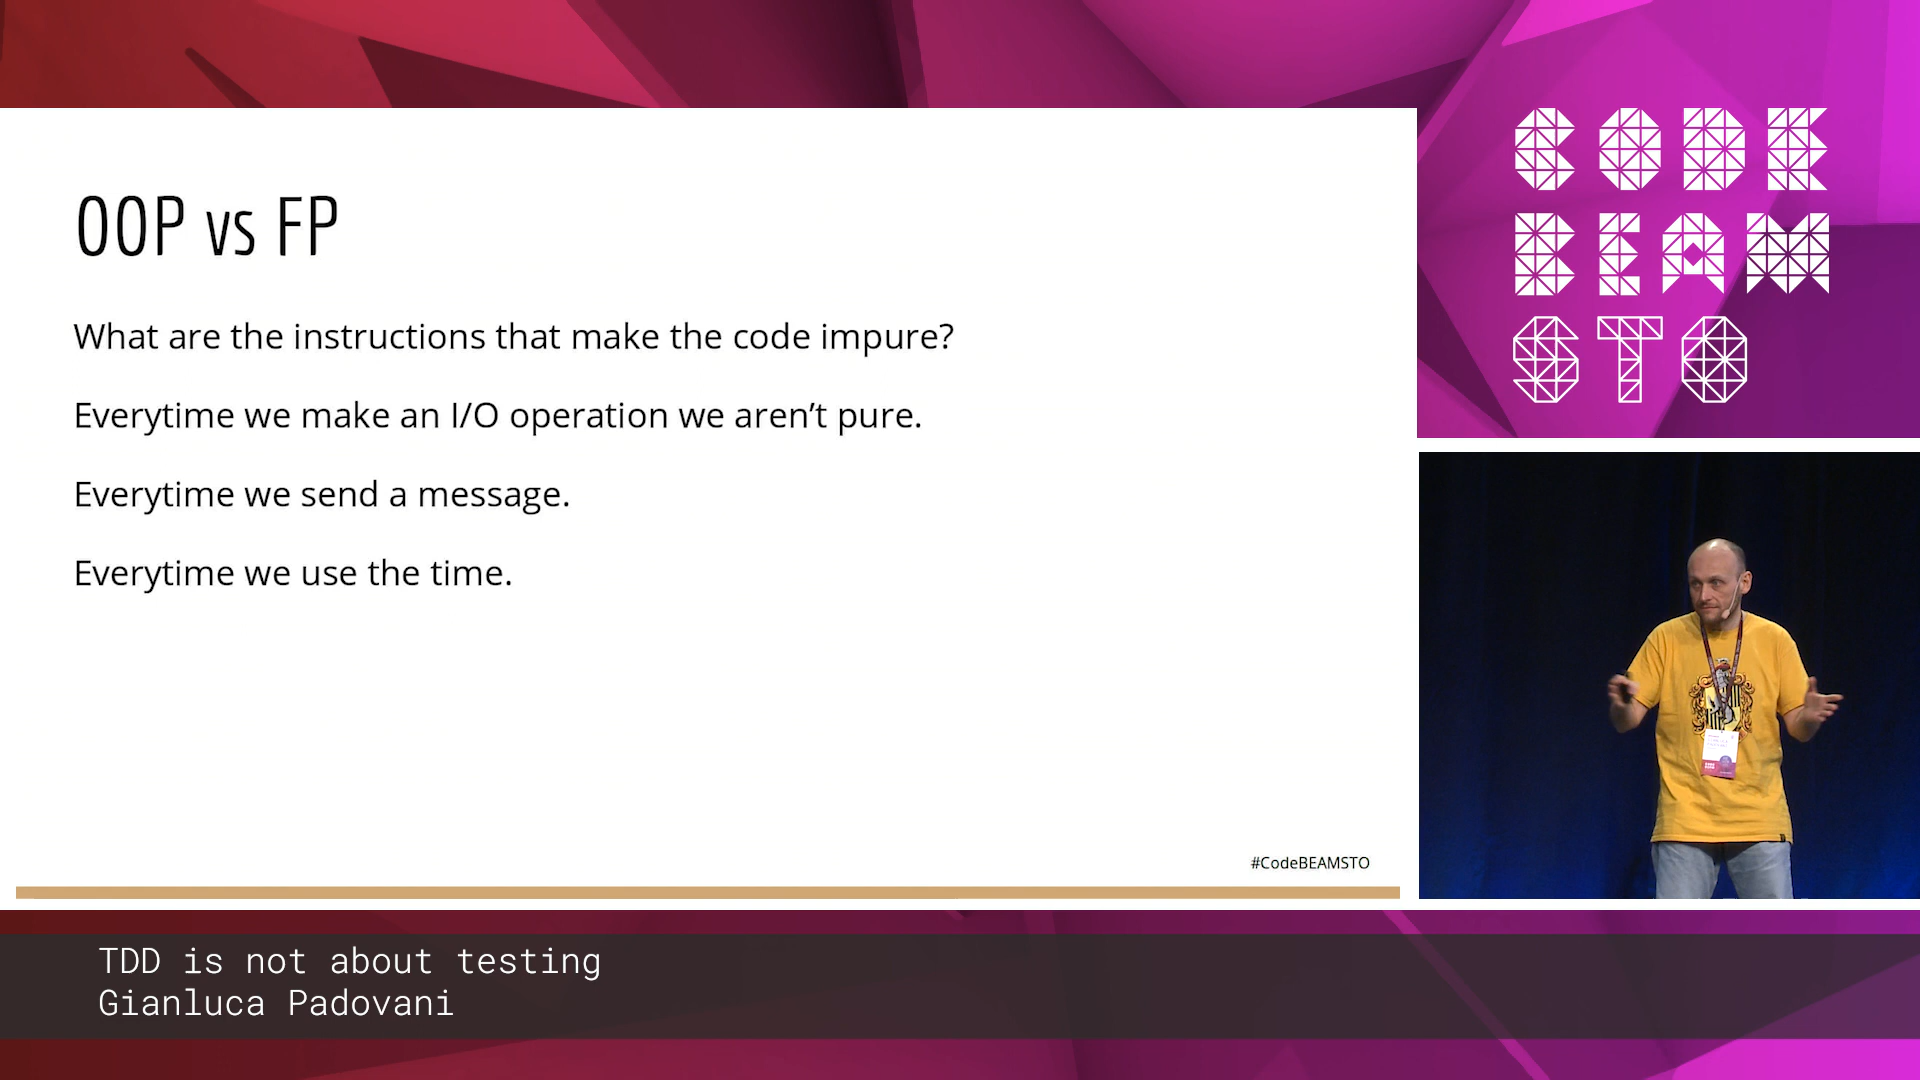 OOP vs FP
What are the instructions that make the code impure?
Everytime we make an I/O operation we aren’t pure.
Everytime we send a message.
Everytime we use the time.
#CodeBEAMSTO
CODE
BEAM
STO
TDD is not about testing
Gianluca Padovani